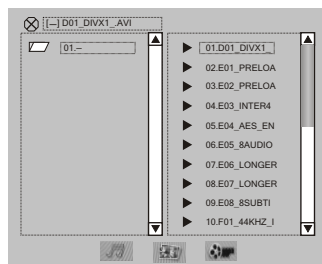 [–] D01_DIVX1_.AVI
01.–
01.D01_DIVX1_
02.E01_PRELOA
03.E02_PRELOA
04.E03_INTER4
05.E04_AES_EN
06.E05_8AUDIO
07.E06_LONGER
08.E07_LONGER
09.E08_8SUBTI
10.F01_44KHZ_I